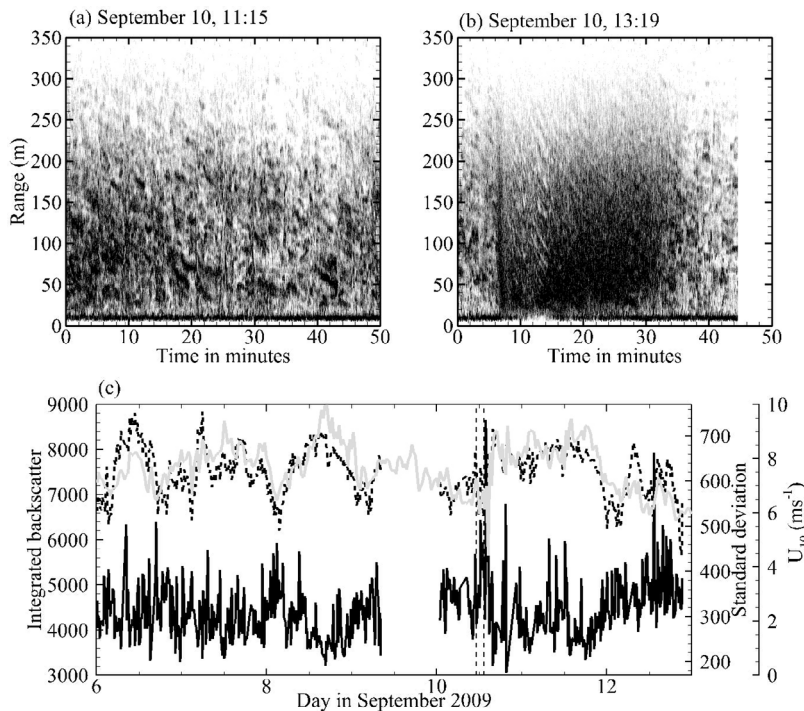 (a) September 10, 11:15
(b) September 10, 13:19
350
300
250
200
150
100
50
0
Range (m)
0 10 20 30 40 50
Time in minutes
350
300
250
200
150
100
50
0
0 10 20 30 40 50
Time in minutes
(c)
9000
8000
7000
6000
5000
4000
3000
Integrated backscatter
700
600
500
400
300
200
Standard deviation
10
8
6
4
2
0
U10 (ms-1)
6 8 10 12
Day in September 2009